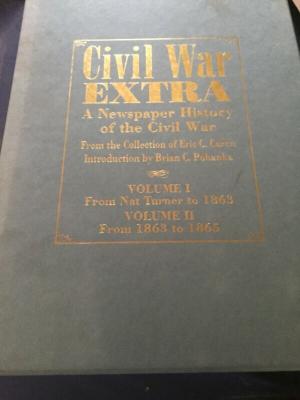 Civil War
EXTRA
A Newspaper History
of the Civil War
From the Collection of Eric C. Caren
Introduction by Brian C. Pohanka
VOLUME I
From Nat Turner to 1863
VOLUME II
From 1863 to 1865